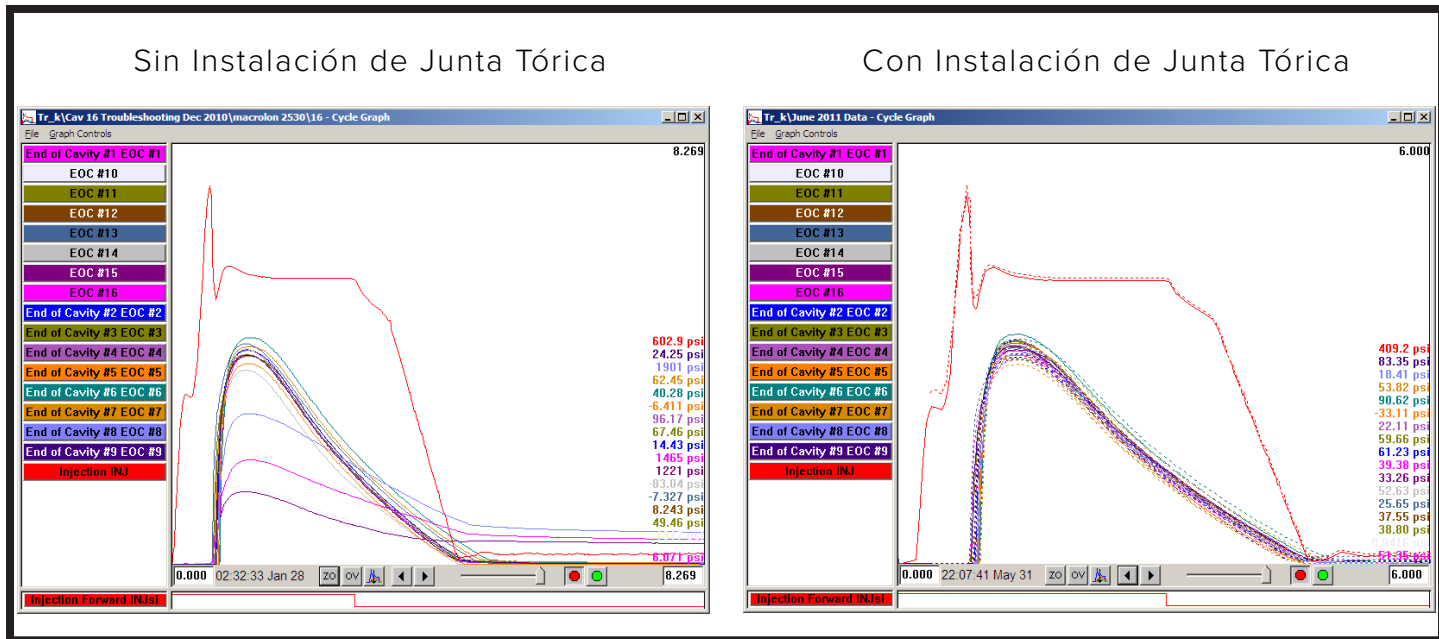 Sin Instalación de Junta Tórica
Tr_k\Cav 16 Troubleshooting Dec 2010\macrolon 2530\16 - Cycle Graph
File Graph Controls
End of Cavity #1 EOC #1
EOC #10
EOC #11
EOC #12
EOC #13
EOC #14
EOC #15
EOC #16
End of Cavity #2 EOC #2
End of Cavity #3 EOC #3
End of Cavity #4 EOC #4
End of Cavity #5 EOC #5
End of Cavity #6 EOC #6
End of Cavity #7 EOC #7
End of Cavity #8 EOC #8
End of Cavity #9 EOC #9
Injection INJ
8.269
602.9 psi
24.25 psi
1901 psi
62.45 psi
40.28 psi
-6.411 psi
96.17 psi
67.46 psi
14.43 psi
1465 psi
1221 psi
-83.04 psi
-7.327 psi
8.243 psi
49.46 psi
6.071 psi
0.000 02:32:33 Jan 28 ZO OV 8.269
Injection Forward INJsi
Con Instalación de Junta Tórica
Tr_k\June 2011 Data - Cycle Graph
File Graph Controls
End of Cavity #1 EOC #1
EOC #10
EOC #11
EOC #12
EOC #13
EOC #14
EOC #15
EOC #16
End of Cavity #2 EOC #2
End of Cavity #3 EOC #3
End of Cavity #4 EOC #4
End of Cavity #5 EOC #5
End of Cavity #6 EOC #6
End of Cavity #7 EOC #7
End of Cavity #8 EOC #8
End of Cavity #9 EOC #9
Injection INJ
6.000
409.2 psi
83.35 psi
18.41 psi
53.82 psi
90.62 psi
-33.11 psi
22.11 psi
59.66 psi
61.23 psi
39.38 psi
33.26 psi
52.63 psi
25.65 psi
37.55 psi
38.80 psi
0.000 22:07:41 May 31 ZO OV 6.000
Injection Forward INJsi